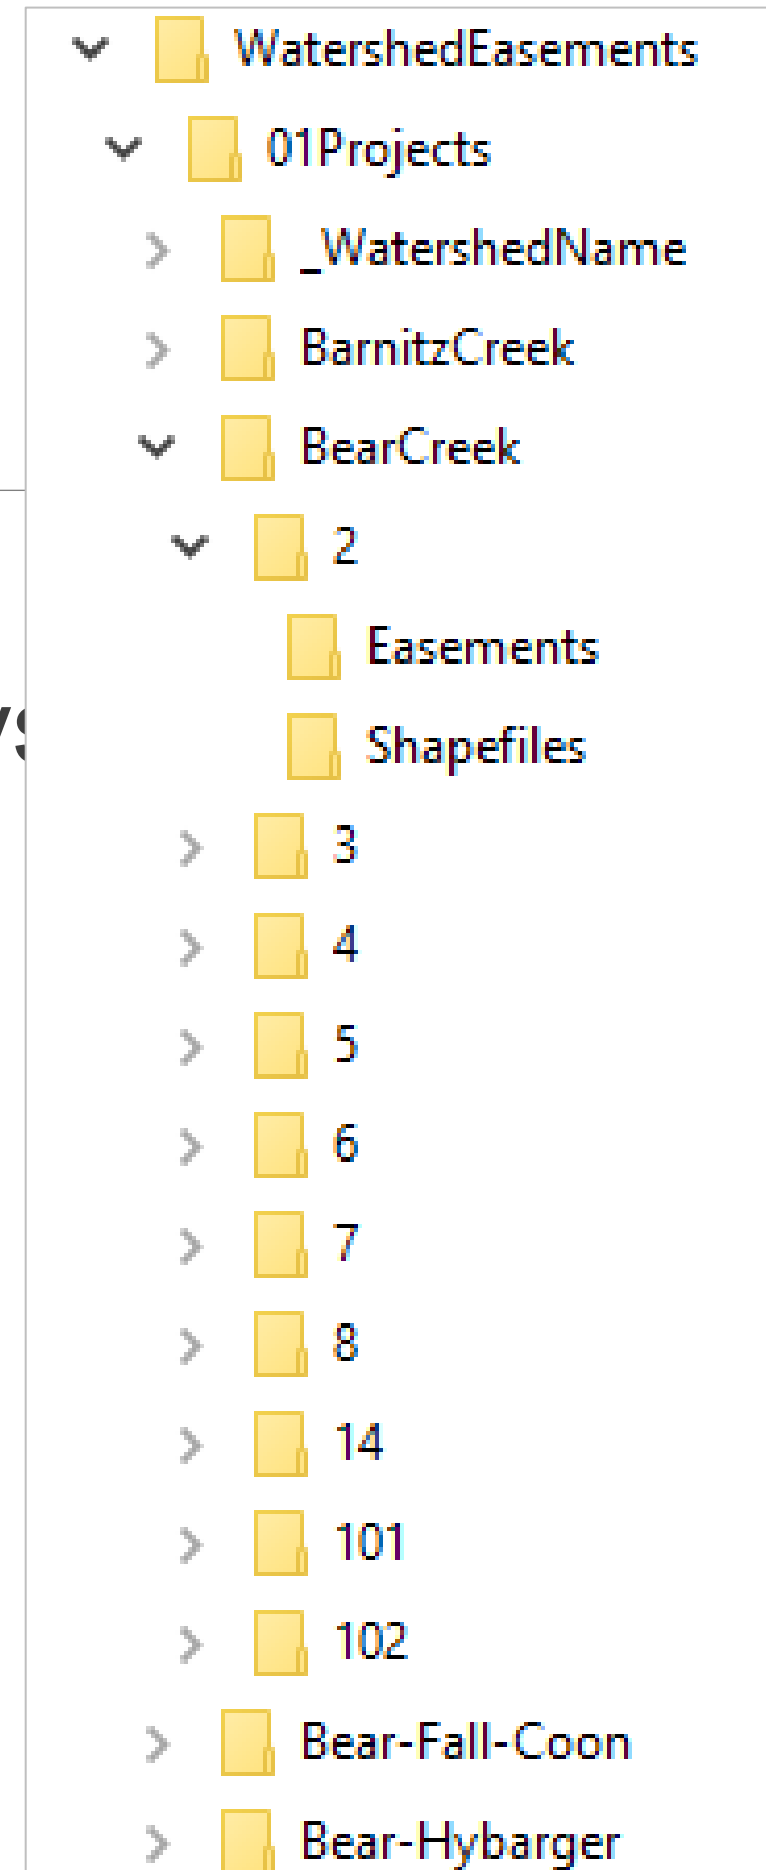 WatershedEasements
01Projects
_WatershedName
BarnitzCreek
BearCreek
2
Easements
Shapefiles
3
4
5
6
7
8
14
101
102
Bear-Fall-Coon
Bear-Hybarger